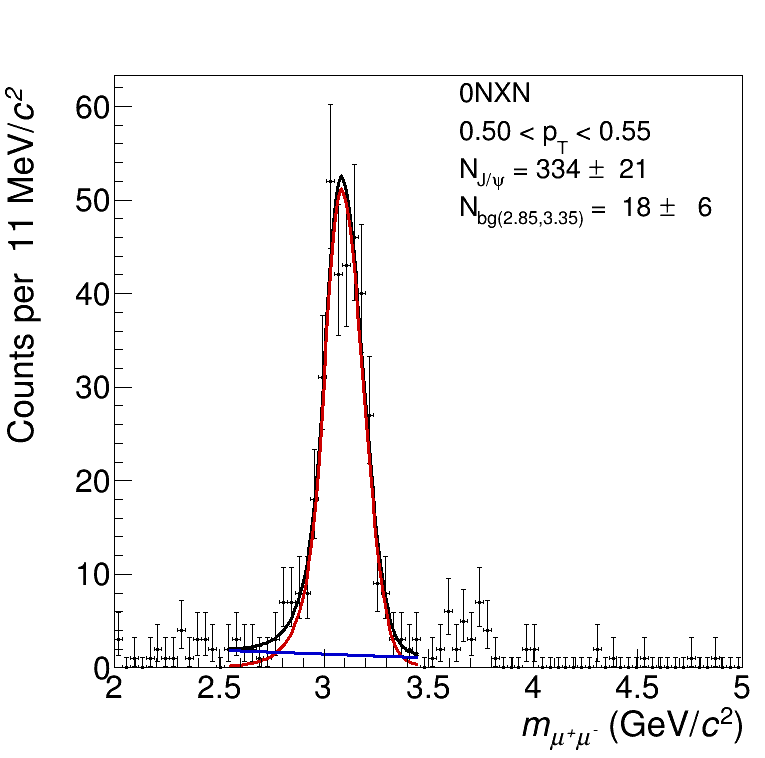 Counts per 11 MeV/c²
60
50
40
30
20
10
0
0NXN
0.50 < p_T < 0.55
N_J/ψ = 334 ± 21
N_bg(2.85,3.35) = 18 ± 6
2 2.5 3 3.5 4 4.5 5
m_μ⁺μ⁻ (GeV/c²)